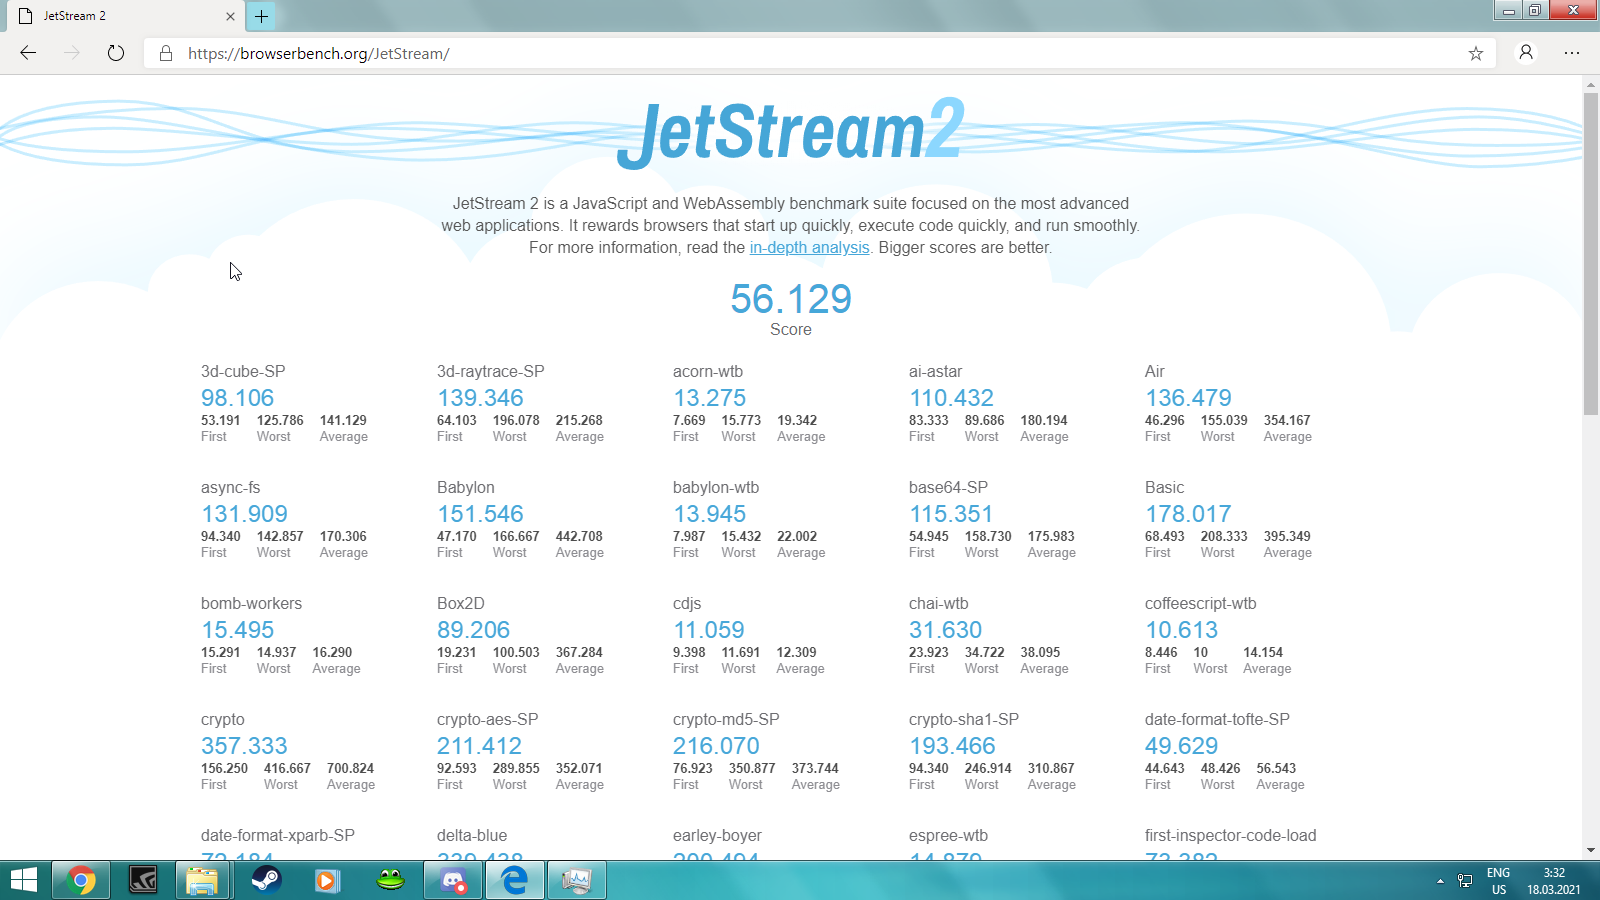 JetStream 2
https://browserbench.org/JetStream/
JetStream2
JetStream 2 is a JavaScript and WebAssembly benchmark suite focused on the most advanced
web applications. It rewards browsers that start up quickly, execute code quickly, and run smoothly.
For more information, read the in-depth analysis. Bigger scores are better.
56.129
Score
3d-cube-SP 3d-raytrace-SP acorn-wtb ai-astar Air
98.106 139.346 13.275 110.432 136.479
53.191 125.786 141.129 64.103 196.078 215.268 7.669 15.773 19.342 83.333 89.686 180.194 46.296 155.039 354.167
First Worst Average First Worst Average First Worst Average First Worst Average First Worst Average
async-fs Babylon babylon-wtb base64-SP Basic
131.909 151.546 13.945 115.351 178.017
94.340 142.857 170.306 47.170 166.667 442.708 7.987 15.432 22.002 54.945 158.730 175.983 68.493 208.333 395.349
First Worst Average First Worst Average First Worst Average First Worst Average First Worst Average
bomb-workers Box2D cdjs chai-wtb coffeescript-wtb
15.495 89.206 11.059 31.630 10.613
15.291 14.937 16.290 19.231 100.503 367.284 9.398 11.691 12.309 23.923 34.722 38.095 8.446 10 14.154
First Worst Average First Worst Average First Worst Average First Worst Average First Worst Average
crypto crypto-aes-SP crypto-md5-SP crypto-sha1-SP date-format-tofte-SP
357.333 211.412 216.070 193.466 49.629
156.250 416.667 700.824 92.593 289.855 352.071 76.923 350.877 373.744 94.340 246.914 310.867 44.643 48.426 56.543
First Worst Average First Worst Average First Worst Average First Worst Average First Worst Average
date-format-xparb-SP delta-blue earley-boyer espree-wtb first-inspector-code-load
ENG 3:32
US 18.03.2021